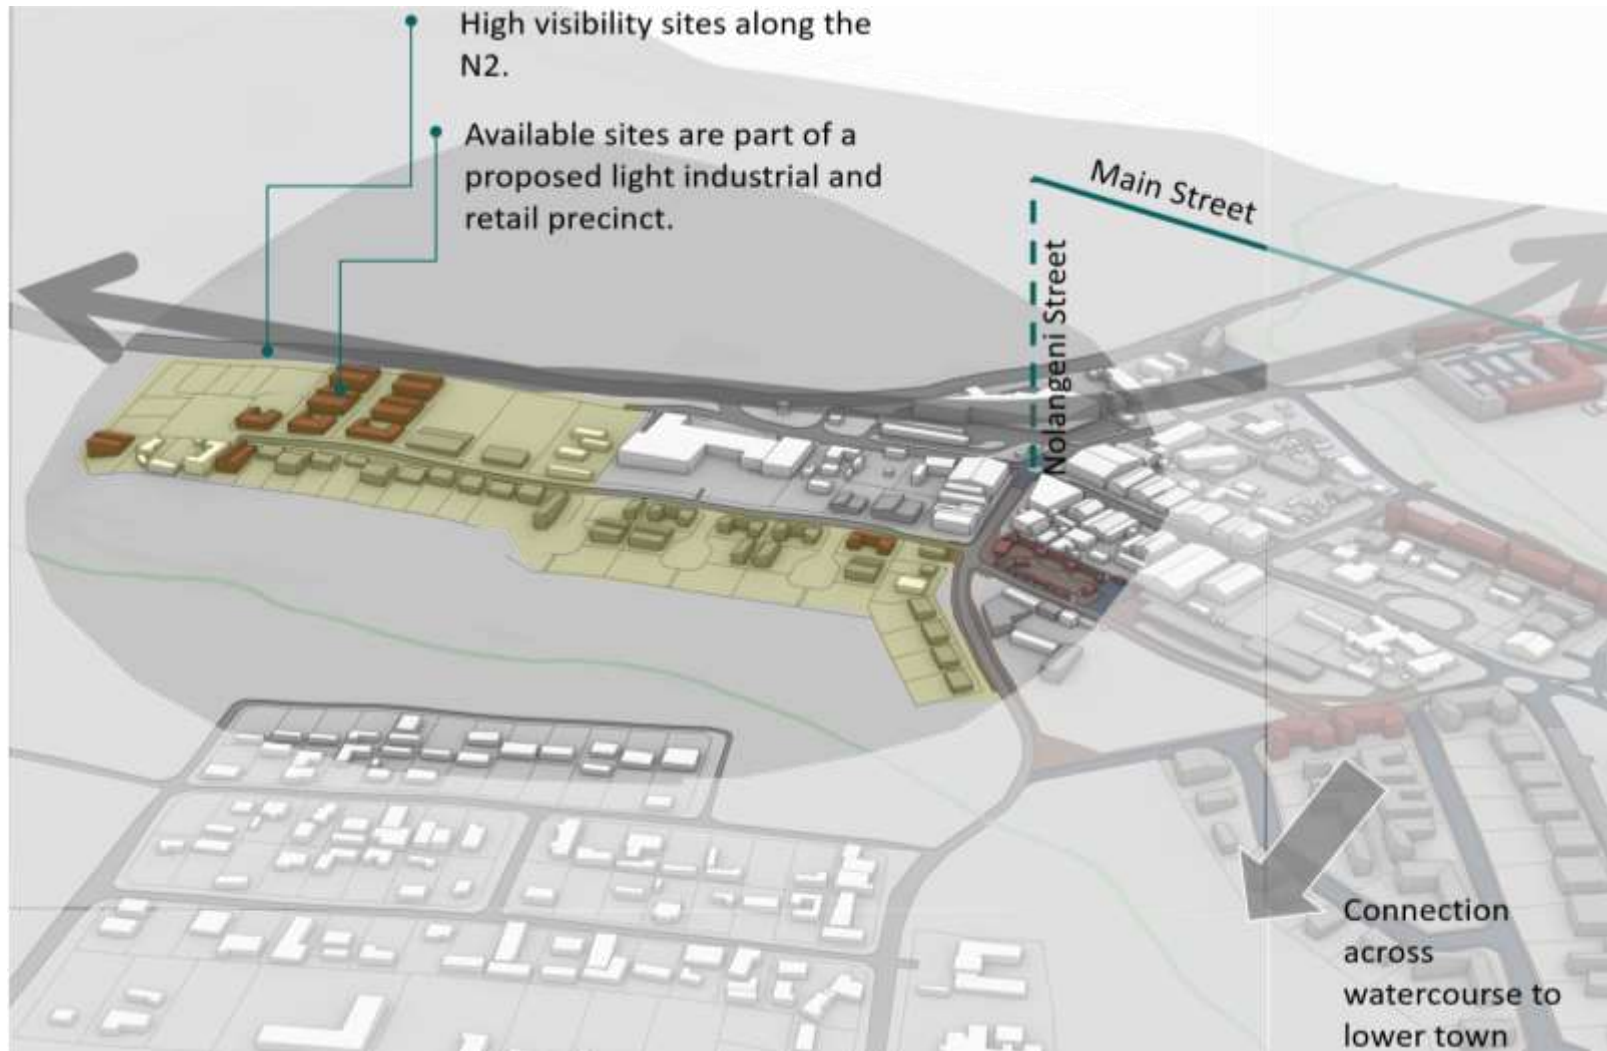 High visibility sites along the
N2.
Available sites are part of a
proposed light industrial and
retail precinct.
Main Street
Nolangeni Street
Connection
across
watercourse to
lower town